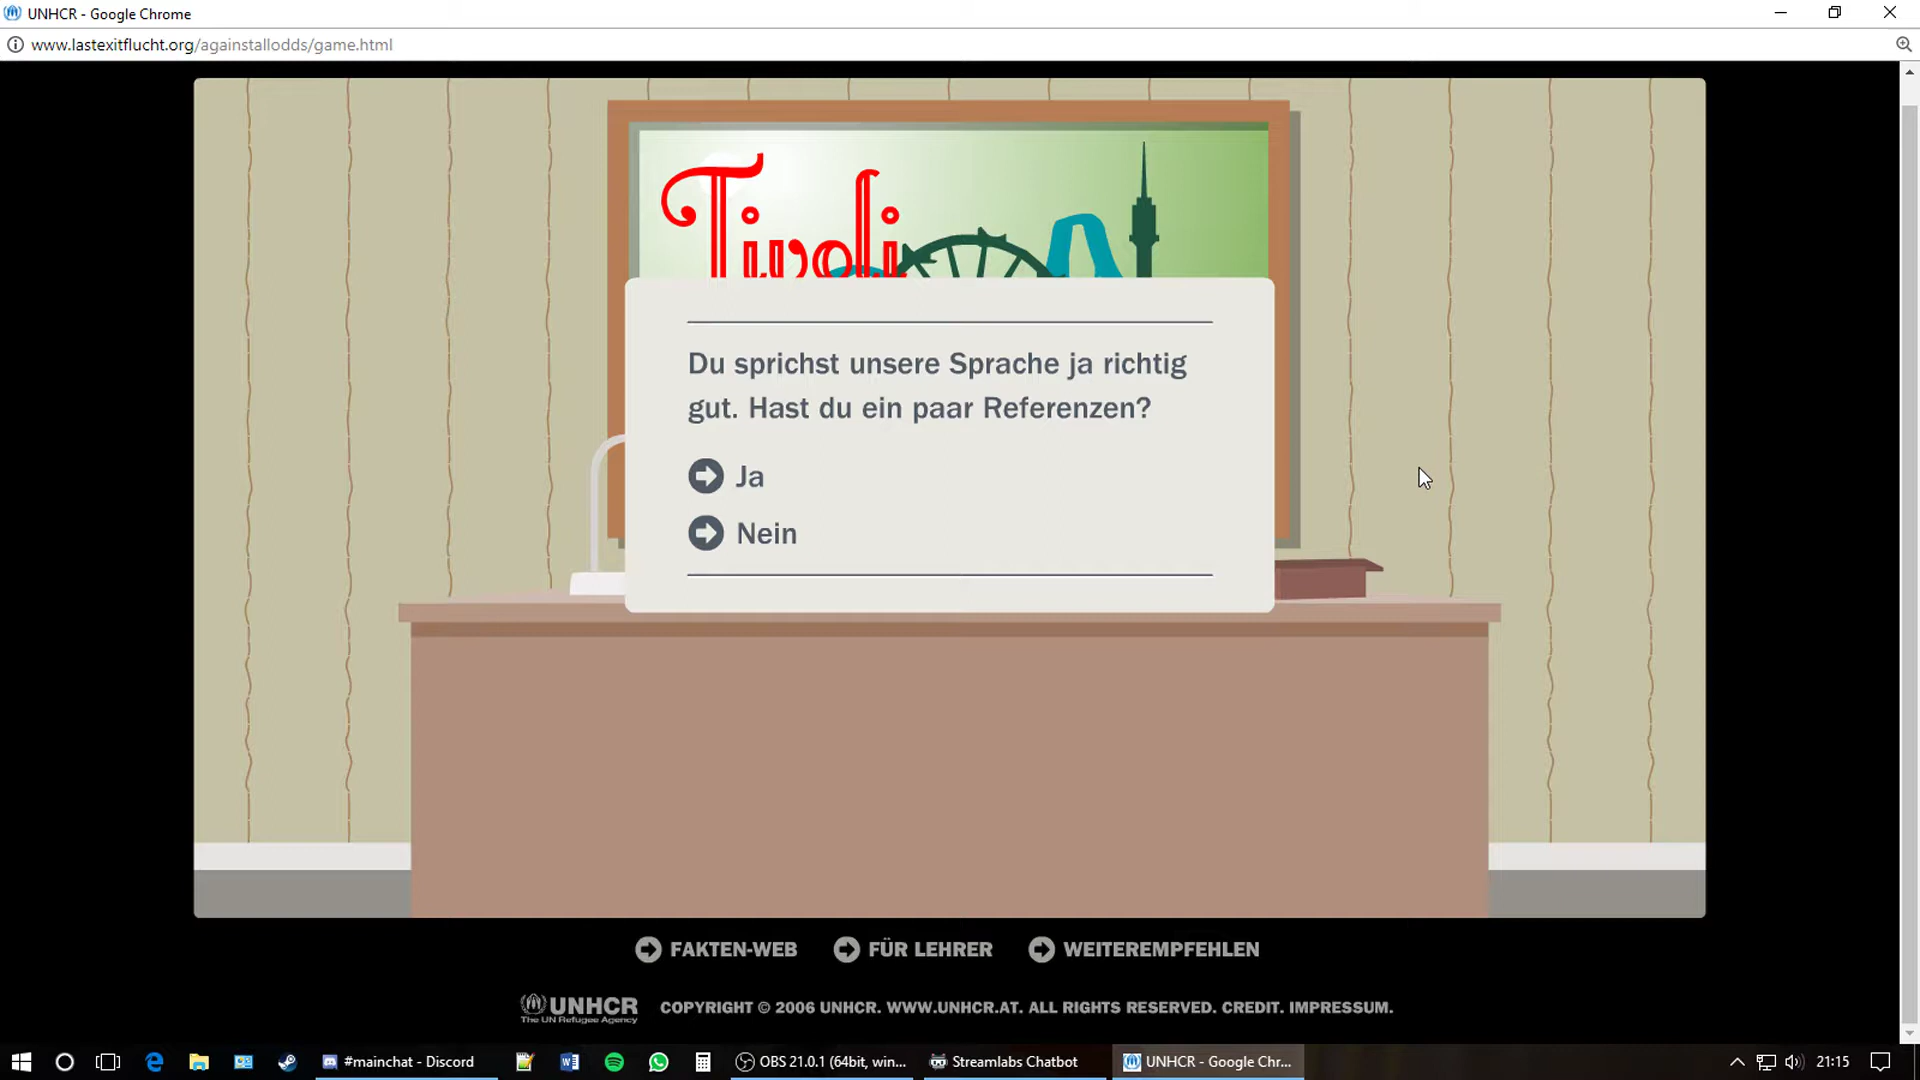 UNHCR - Google Chrome
www.lastexitflucht.org/againstallodds/game.html
Tivoli
Du sprichst unsere Sprache ja richtig
gut. Hast du ein paar Referenzen?
Ja
Nein
FAKTEN-WEB FÜR LEHRER WEITEREMPFEHLEN
UNHCR
The UN Refugee Agency
COPYRIGHT © 2006 UNHCR. WWW.UNHCR.AT. ALL RIGHTS RESERVED. CREDIT. IMPRESSUM.
#mainchat - Discord OBS 21.0.1 (64bit, win... Streamlabs Chatbot UNHCR - Google Chr... 21:15